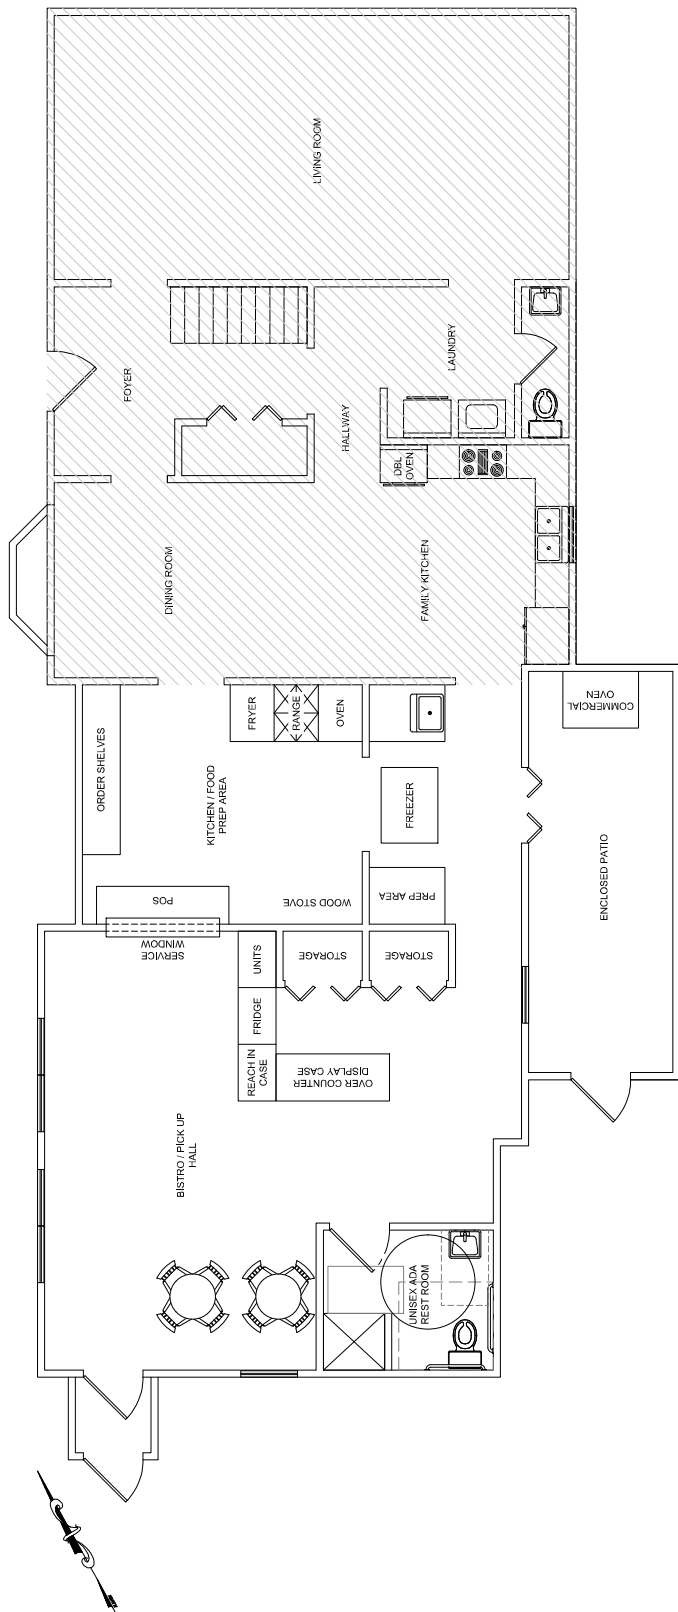 LIVING ROOM
LAUNDRY
FOYER
HALLWAY
DBL
OVEN
DINING ROOM
FAMILY KITCHEN
COMMERCIAL
OVEN
FRYER
RANGE
OVEN
ORDER SHELVES
KITCHEN / FOOD
PREP AREA
FREEZER
ENCLOSED PATIO
POS
WOOD STOVE
PREP AREA
SERVICE
WINDOW
UNITS
STORAGE
STORAGE
FRIDGE
REACH IN
CASE
OVER COUNTER
DISPLAY CASE
BISTRO / PICK UP
HALL
UNISEX ADA
REST ROOM